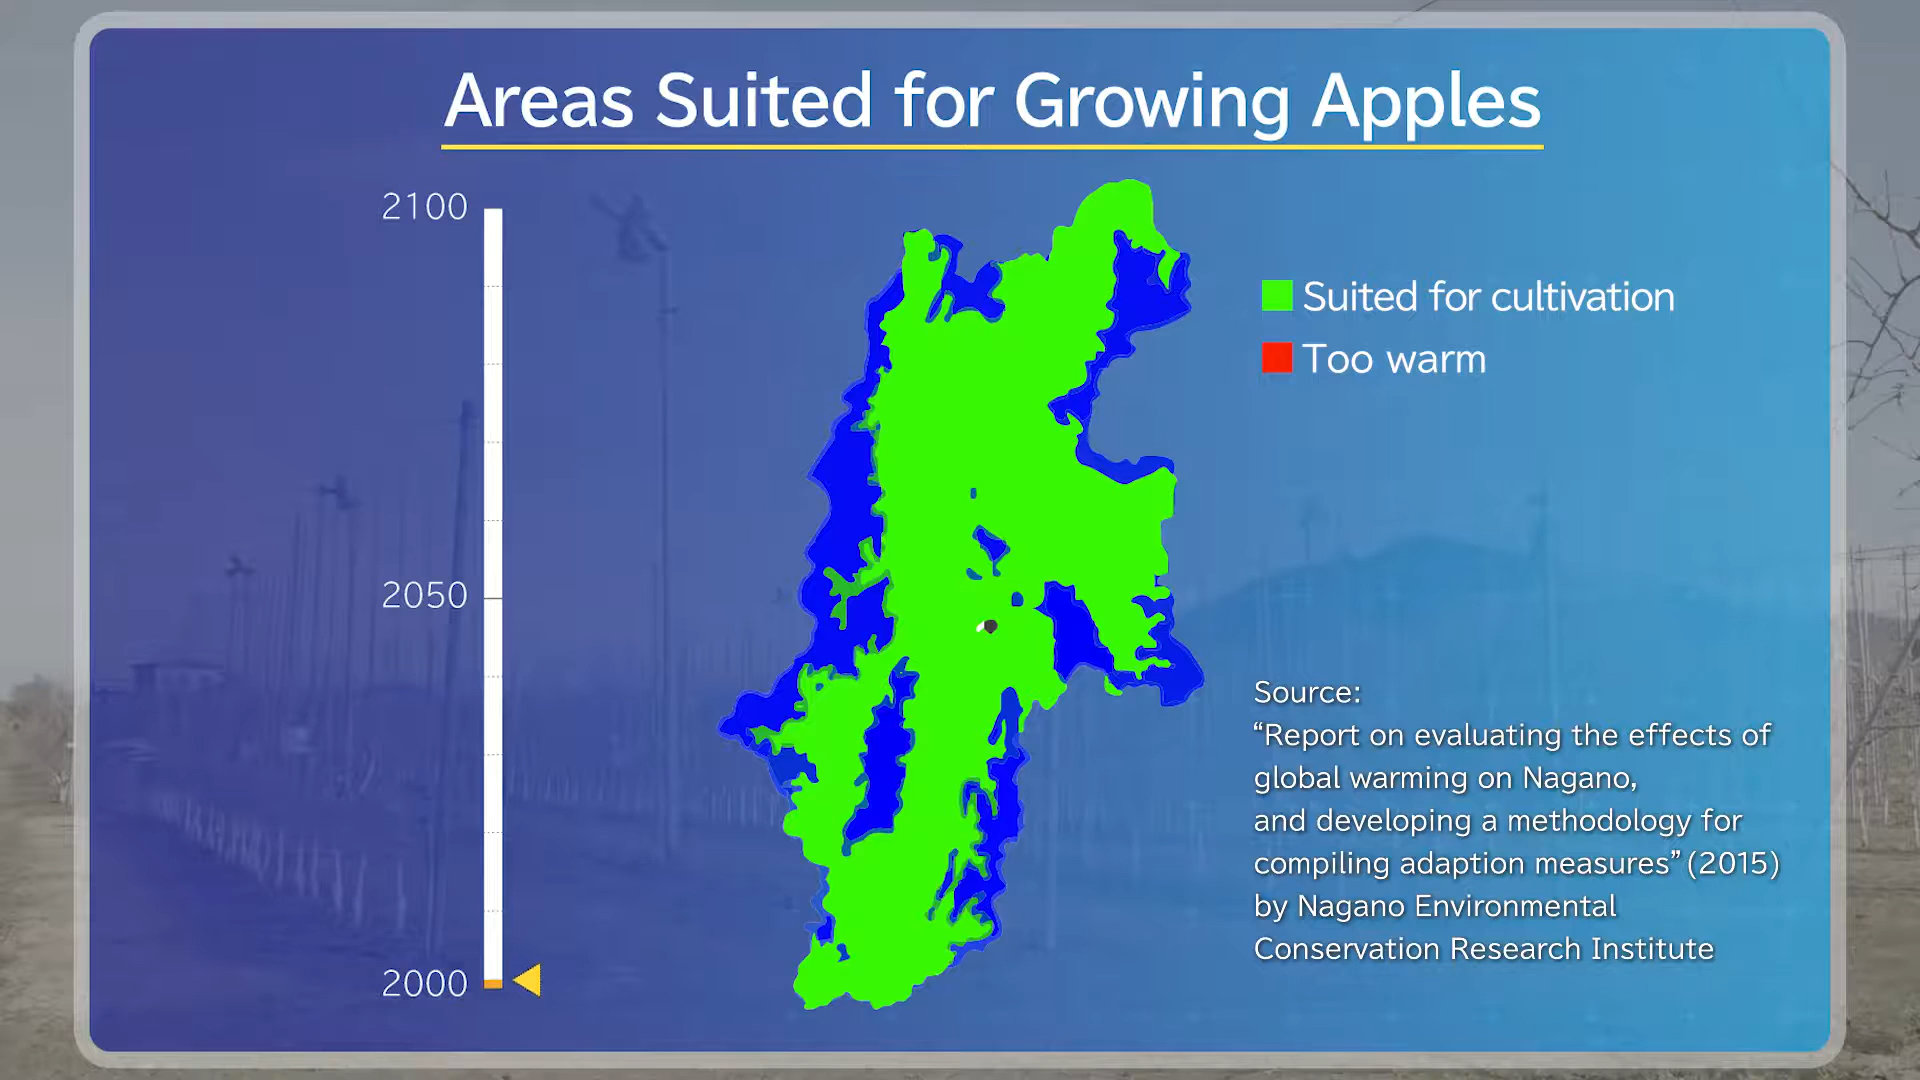 Areas Suited for Growing Apples
2100
2050
2000
Suited for cultivation
Too warm
Source:
“Report on evaluating the effects of
global warming on Nagano,
and developing a methodology for
compiling adaption measures” (2015)
by Nagano Environmental
Conservation Research Institute